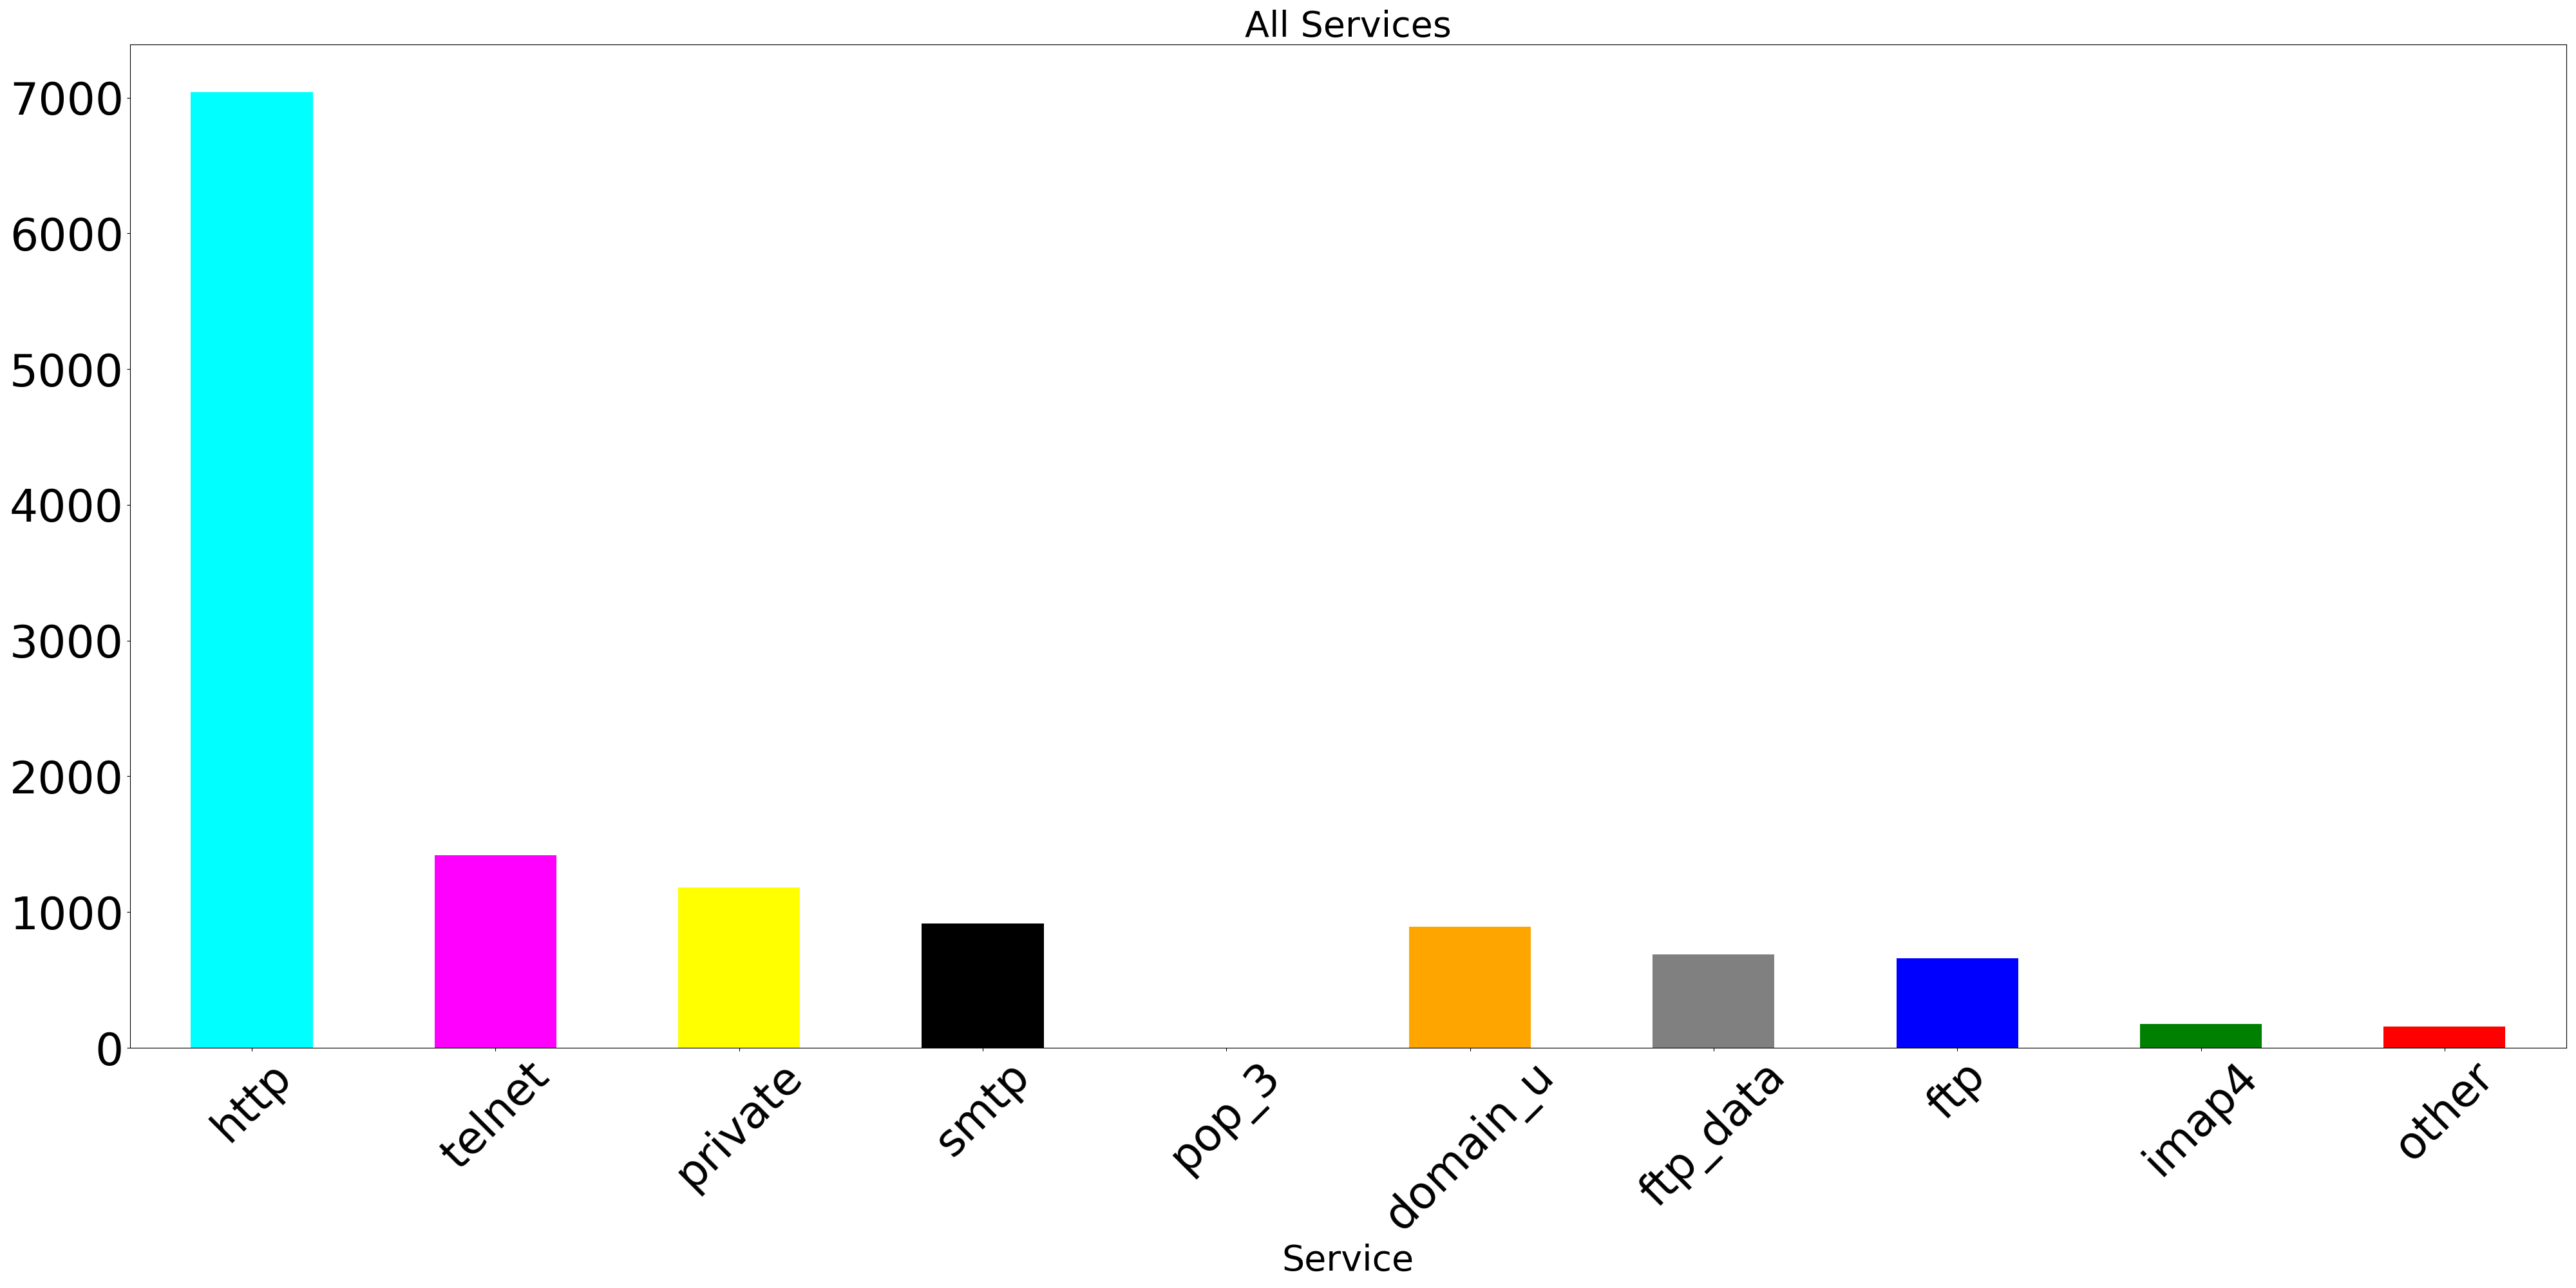 All Services
7000
6000
5000
4000
3000
2000
1000
0
http telnet private smtp pop_3 domain_u ftp_data ftp imap4 other
Service